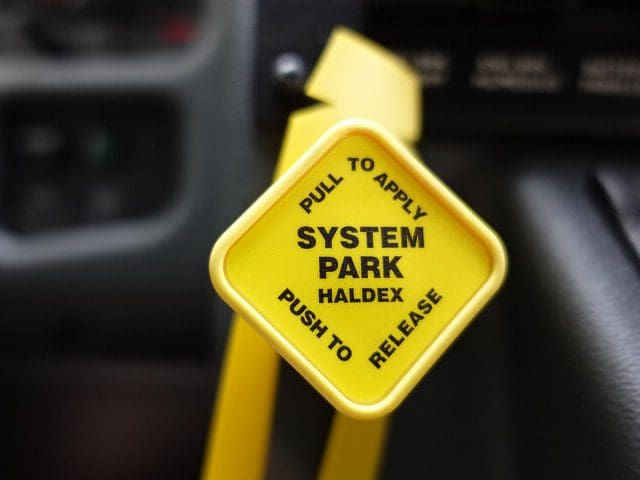 PULL TO APPLY
SYSTEM
PARK
HALDEX
PUSH TO RELEASE